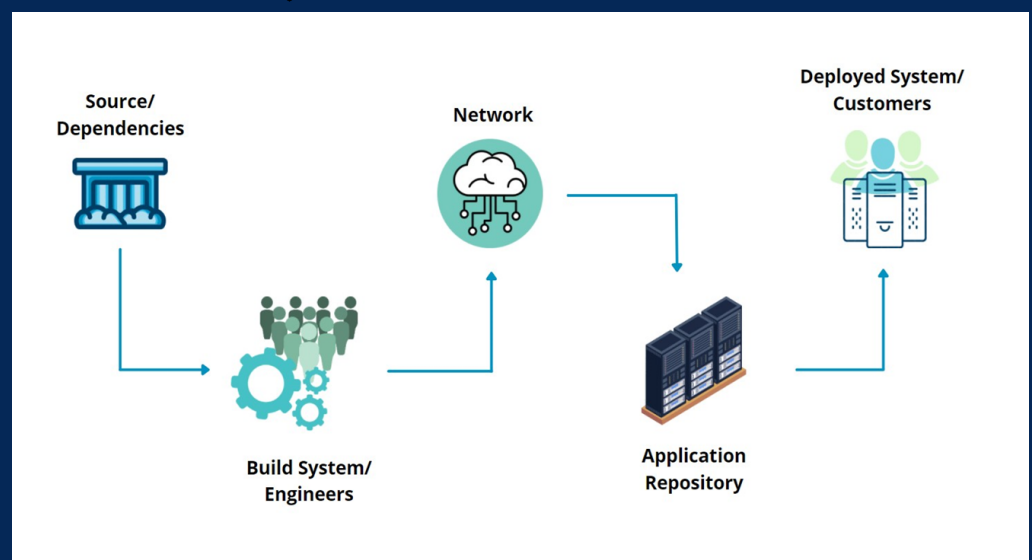 Source/
Dependencies
Build System/
Engineers
Network
Application
Repository
Deployed System/
Customers